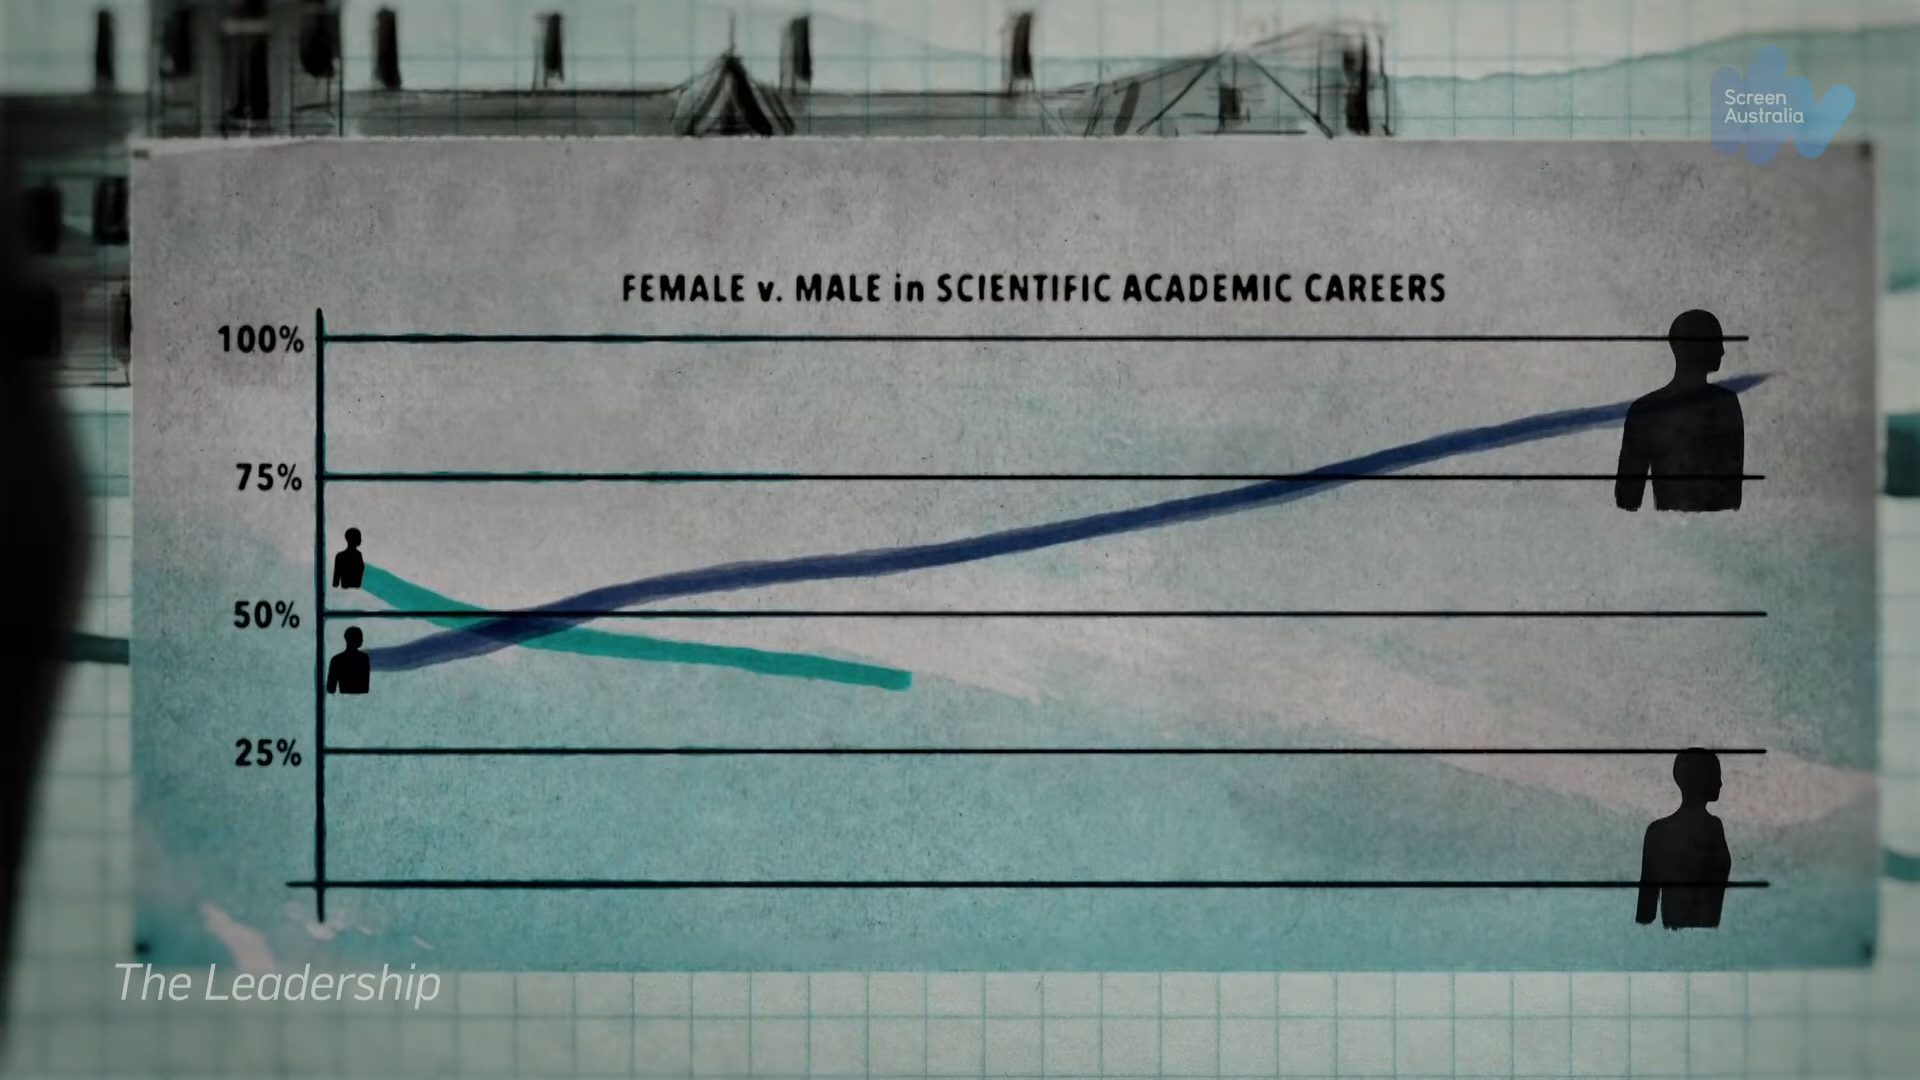 Screen
Australia
FEMALE v. MALE in SCIENTIFIC ACADEMIC CAREERS
100%
75%
50%
25%
The Leadership